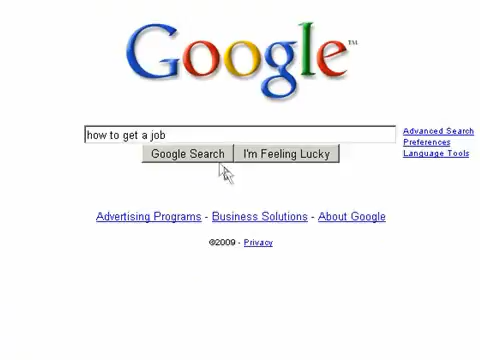 Google™
how to get a job
Google Search I'm Feeling Lucky
Advanced Search
Preferences
Language Tools
Advertising Programs - Business Solutions - About Google
©2009 - Privacy